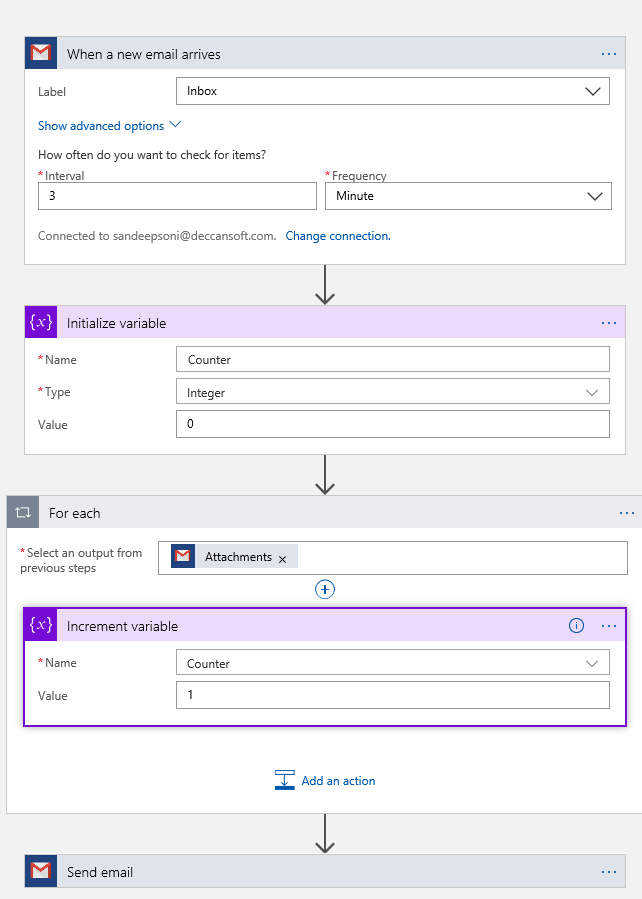 When a new email arrives ...
Label Inbox
Show advanced options
How often do you want to check for items?
* Interval * Frequency
3 Minute
Connected to sandeepsoni@deccansoft.com. Change connection.
{x} Initialize variable ...
* Name Counter
* Type Integer
Value 0
For each ...
* Select an output from
previous steps
Attachments ×
{x} Increment variable i ...
* Name Counter
Value 1
Add an action
Send email ...